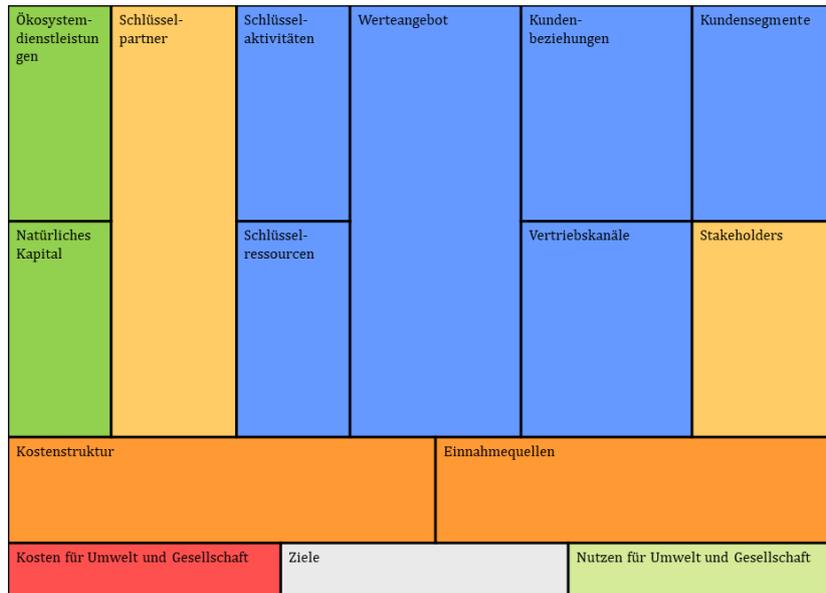 Ökosystem-
dienstleistun
gen
Schlüssel-
partner
Schlüssel-
aktivitäten
Werteangebot
Kunden-
beziehungen
Kundensegmente
Natürliches
Kapital
Schlüssel-
ressourcen
Vertriebskanäle
Stakeholders
Kostenstruktur
Einnahmequellen
Kosten für Umwelt und Gesellschaft
Ziele
Nutzen für Umwelt und Gesellschaft